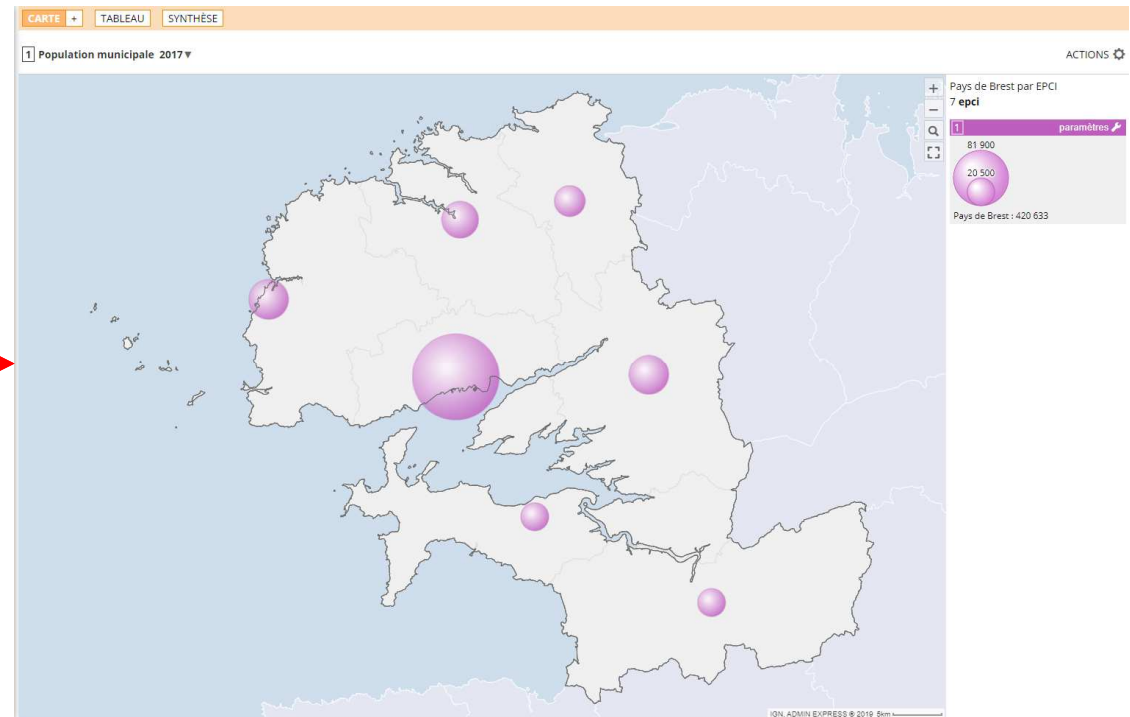 CARTE + TABLEAU SYNTHÈSE
1 Population municipale 2017▼ ACTIONS
+
−
Pays de Brest par EPCI
7 epci
1 paramètres
81 900
20 500
Pays de Brest : 420 633
IGN, ADMIN EXPRESS © 2019 5km